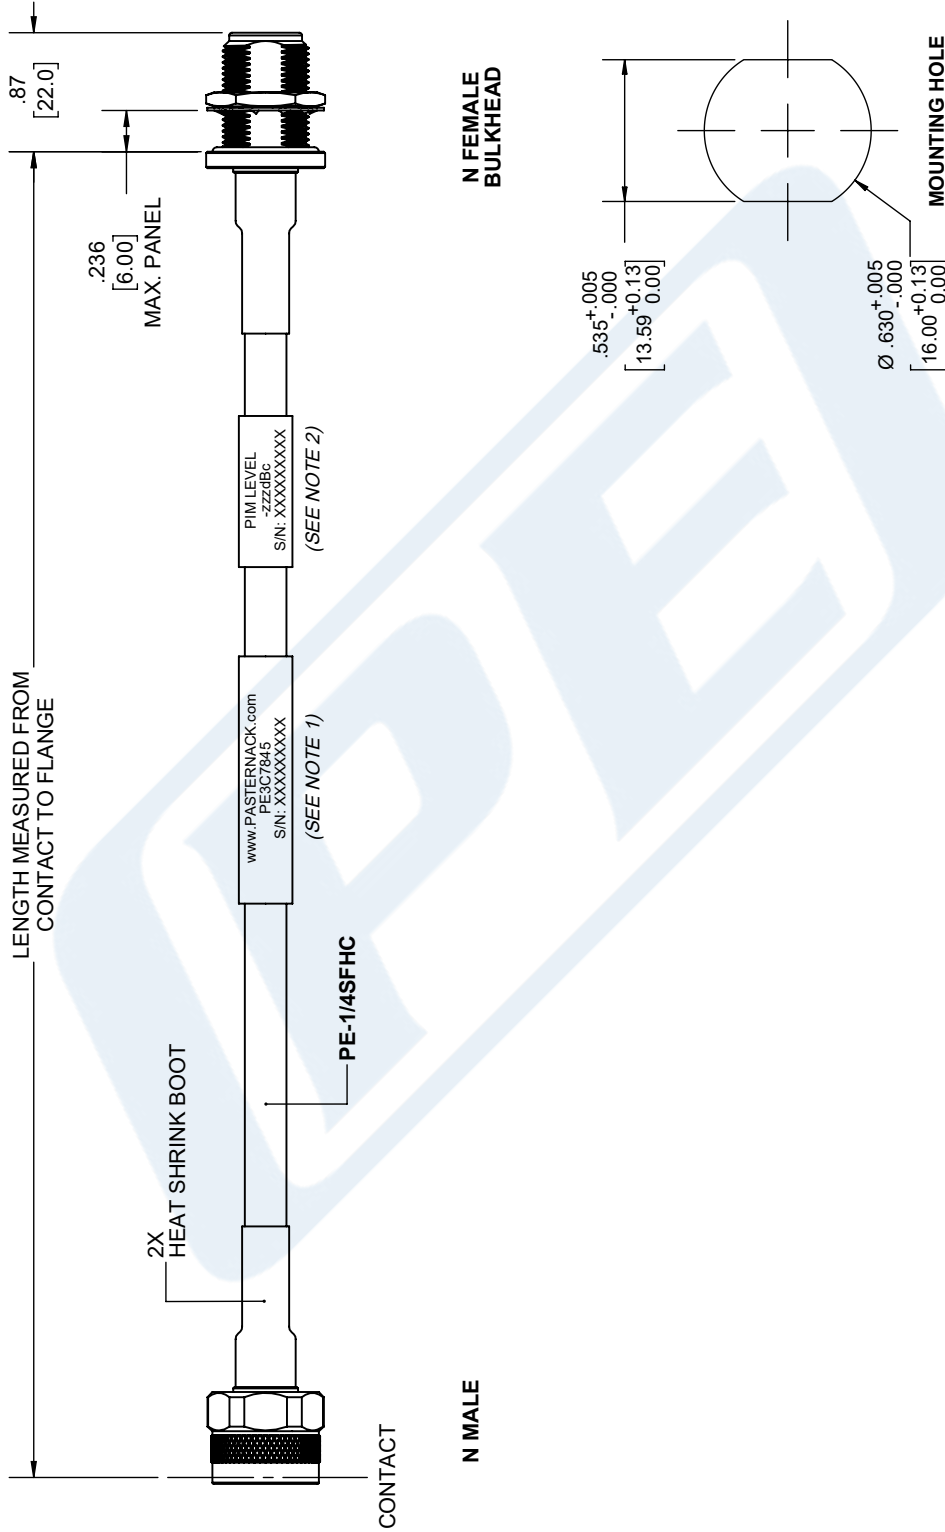 LENGTH MEASURED FROM
CONTACT TO FLANGE
.87
[22.0]
.236
[6.00]
MAX. PANEL
2X
HEAT SHRINK BOOT
www.PASTERNACK.com
PE3C7845
S/N: XXXXXXXXXX
(SEE NOTE 1)
PIM LEVEL
-zzzdBc
S/N: XXXXXXXXXX
(SEE NOTE 2)
PE-1/4SFHC
CONTACT
N MALE
N FEMALE
BULKHEAD
.535 +.005
-.000
[13.59 +0.13
0.00]
Ø .630 +.005
-.000
[16.00 +0.13
0.00]
MOUNTING HOLE
PE